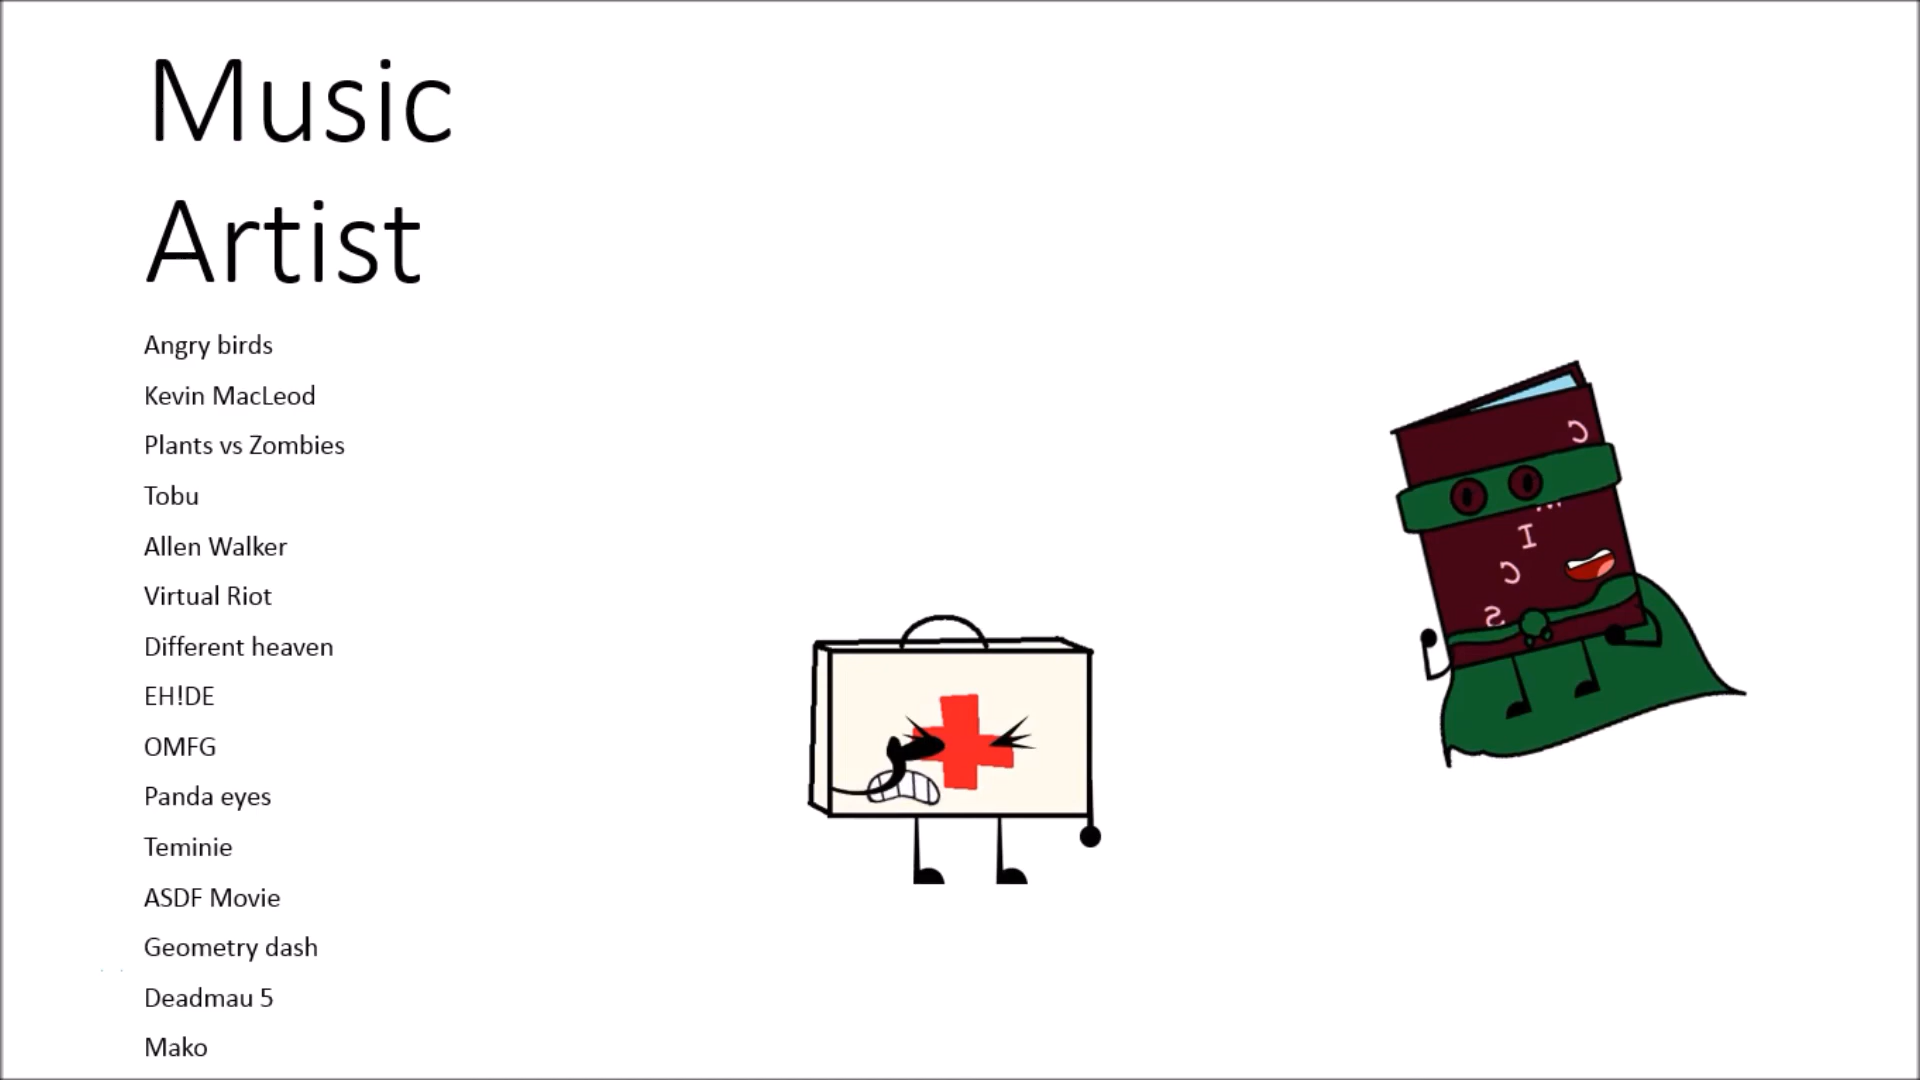 Music
Artist
Angry birds
Kevin MacLeod
Plants vs Zombies
Tobu
Allen Walker
Virtual Riot
Different heaven
EH!DE
OMFG
Panda eyes
Teminie
ASDF Movie
Geometry dash
Deadmau 5
Mako